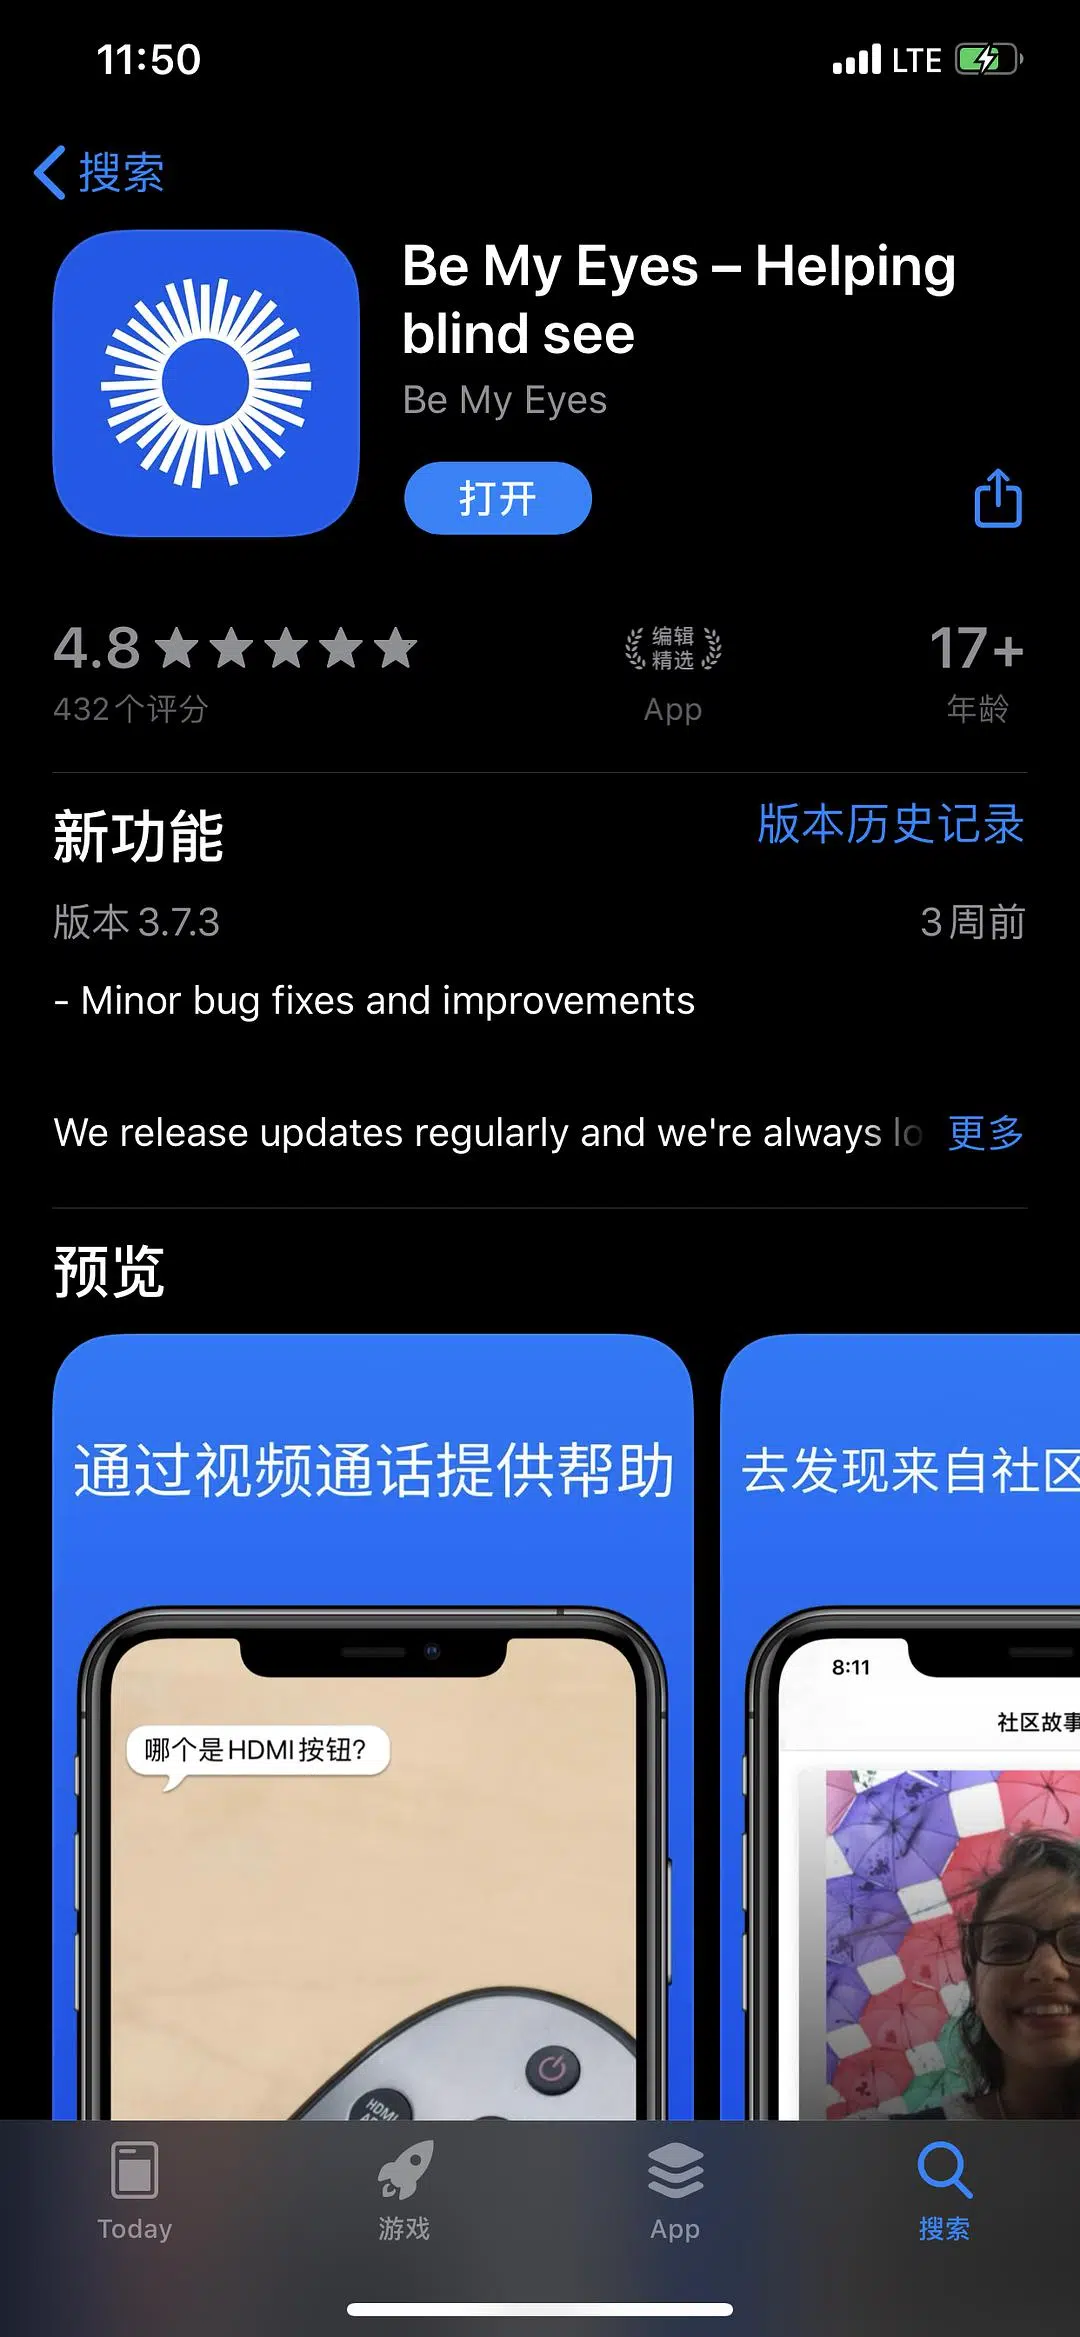 11:50
LTE
搜索
Be My Eyes – Helping
blind see
Be My Eyes
打开
4.8
编辑
精选
17+
432个评分
App
年龄
新功能
版本历史记录
版本 3.7.3
3周前
- Minor bug fixes and improvements
We release updates regularly and we're always lo
更多
预览
通过视频通话提供帮助
去发现来自社区
8:11
哪个是HDMI按钮?
社区故事
HDMI
Today
游戏
App
搜索